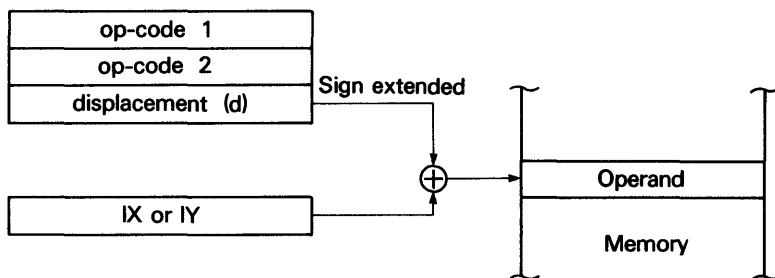 op-code 1
op-code 2
displacement (d)
Sign extended
IX or IY
Operand
Memory